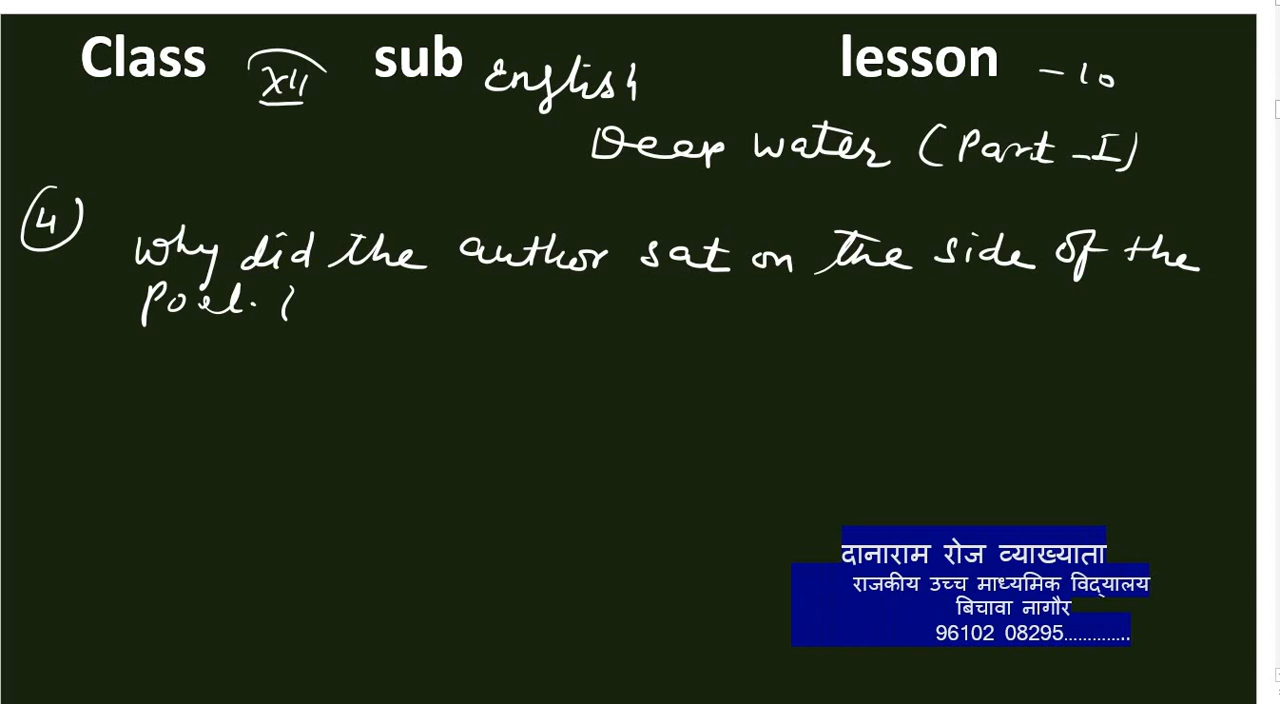 Class XII sub English lesson - 10
Deep water (Part -I)
4 Why did the author sat on the side of the
Pool. (
दानाराम रोज व्याख्याता
राजकीय उच्च माध्यमिक विद्यालय
बिचावा नागौर
96102 08295..............